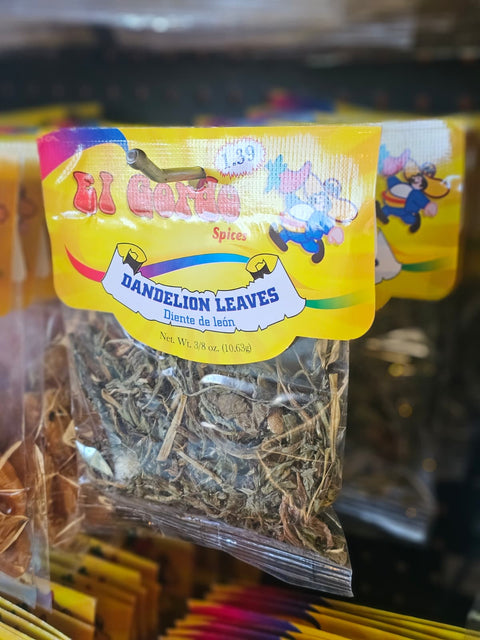 1.39
El Gordo
Spices
DANDELION LEAVES
Diente de león
Net. Wt. 3/8 oz. (10.63g)